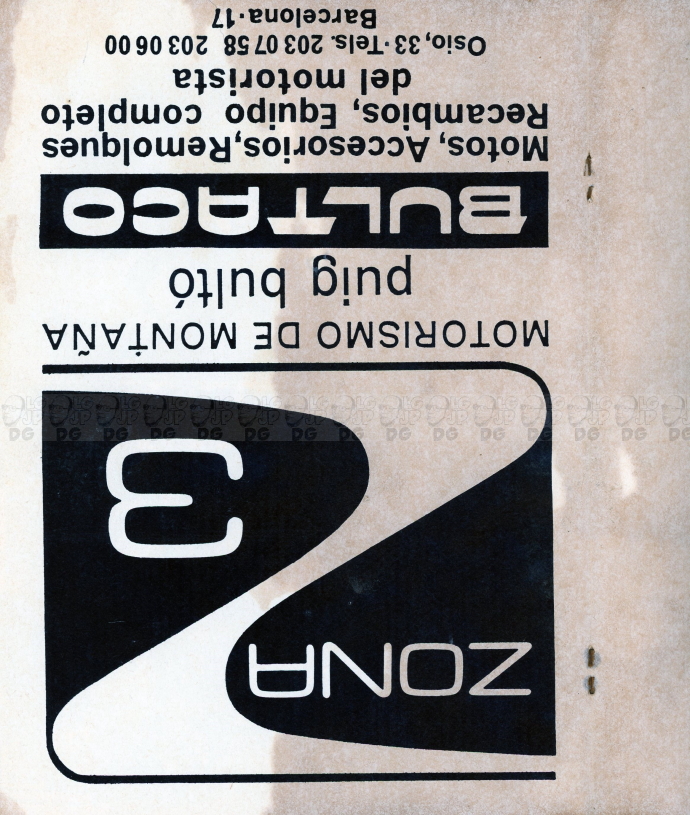 ZONA
3
MOTORISMO DE MONTAÑA
puig bultó
BULTACO
Motos, Accesorios, Remolques
Recambios, Equipo completo
del motorista
Osio, 33·Tels. 203 07 58 203 06 00
Barcelona·17